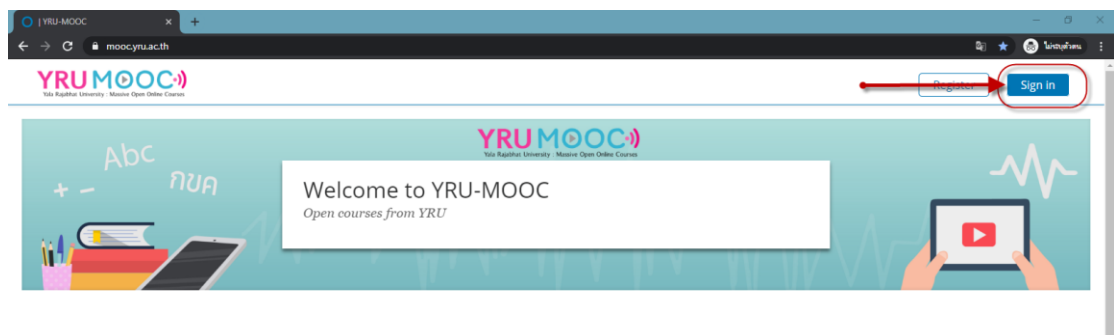 | YRU-MOOC
mooc.yru.ac.th
ไม่ระบุตัวตน
YRU MOOC
Yala Rajabhat University : Massive Open Online Courses
Register
Sign in
Abc
กขค
+ -
YRU MOOC
Yala Rajabhat University : Massive Open Online Courses
Welcome to YRU-MOOC
Open courses from YRU